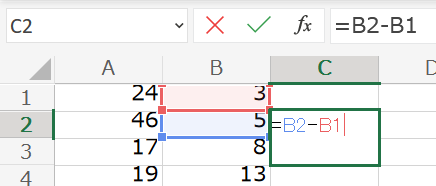 C2 fx =B2-B1
A B C D
1 24 3
2 46 5 =B2-B1
3 17 8
4 19 13